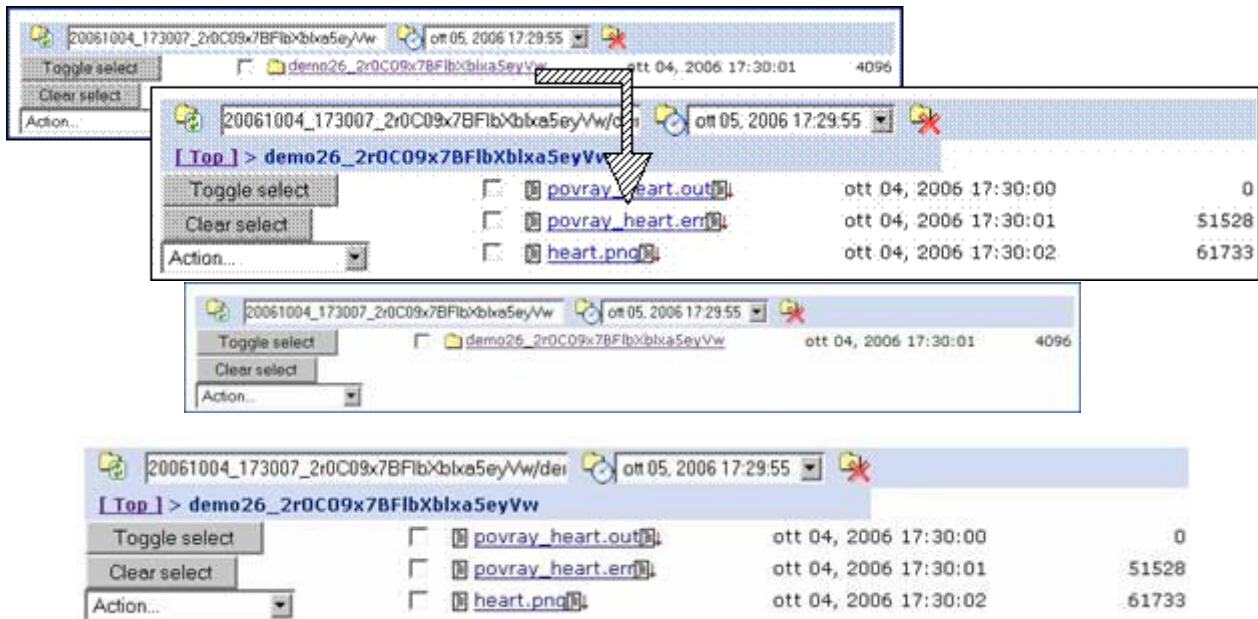 20061004_173007_2r0C09x7BFlbXblxa5eyVw ott 05, 2006 17:29:55
Toggle select demo26_2r0C09x7BFlbXblxa5eyVw ott 04, 2006 17:30:01 4096
Clear select
Action...
20061004_173007_2r0C09x7BFlbXblxa5eyVw/de ott 05, 2006 17:29:55
[ Top ] > demo26_2r0C09x7BFlbXblxa5eyVw
Toggle select povray_heart.out ott 04, 2006 17:30:00 0
Clear select povray_heart.err ott 04, 2006 17:30:01 51528
Action... heart.png ott 04, 2006 17:30:02 61733
20061004_173007_2r0C09x7BFlbXblxa5eyVw ott 05, 2006 17:29:55
Toggle select demo26_2r0C09x7BFlbXblxa5eyVw ott 04, 2006 17:30:01 4096
Clear select
Action...
20061004_173007_2r0C09x7BFlbXblxa5eyVw/der ott 05, 2006 17:29:55
[ Top ] > demo26_2r0C09x7BFlbXblxa5eyVw
Toggle select povray_heart.out ott 04, 2006 17:30:00 0
Clear select povray_heart.err ott 04, 2006 17:30:01 51528
Action... heart.png ott 04, 2006 17:30:02 61733